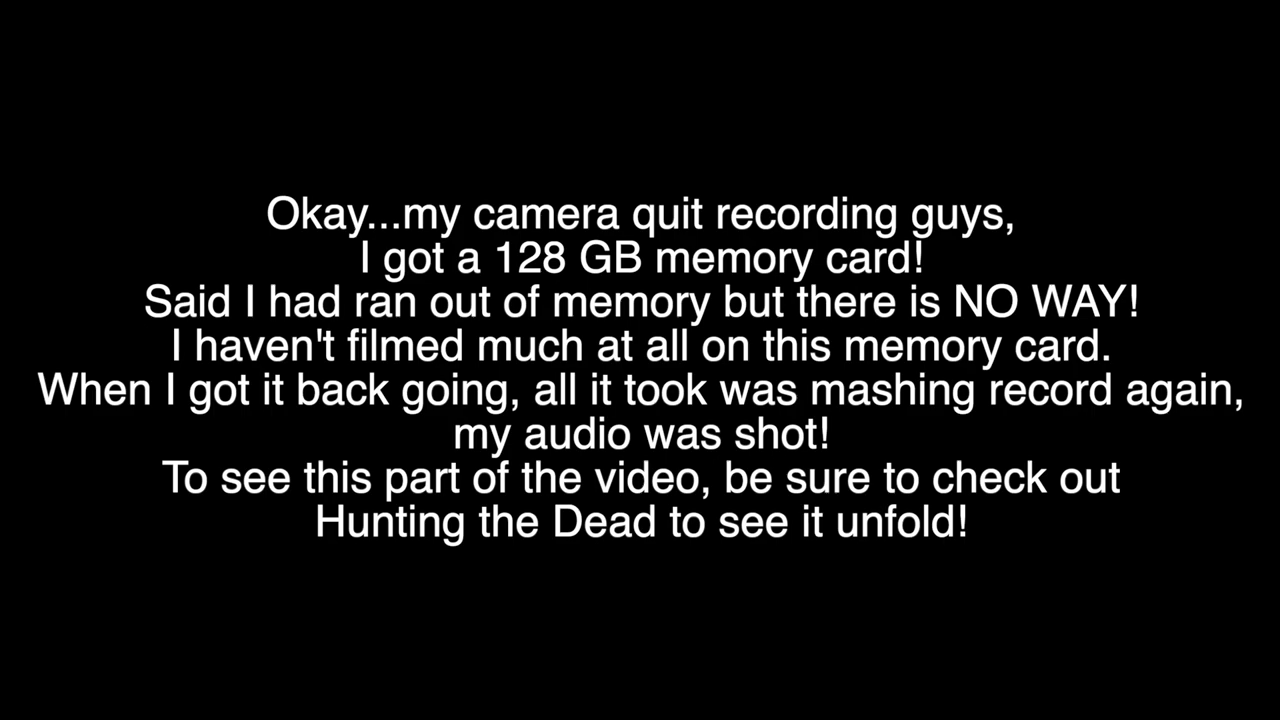 Okay...my camera quit recording guys,
I got a 128 GB memory card!
Said I had ran out of memory but there is NO WAY!
I haven't filmed much at all on this memory card.
When I got it back going, all it took was mashing record again,
my audio was shot!
To see this part of the video, be sure to check out
Hunting the Dead to see it unfold!